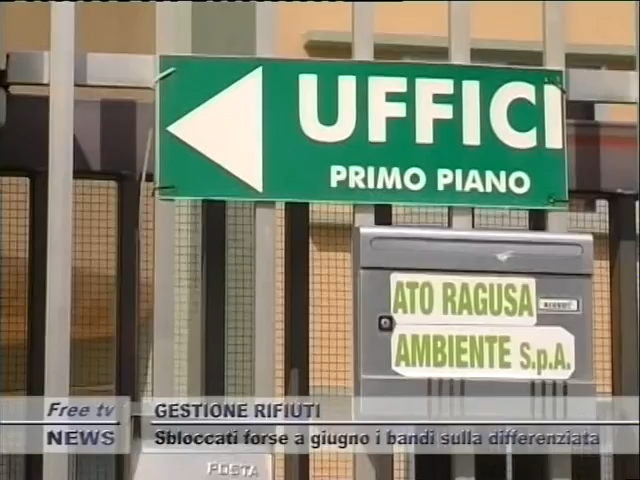 UFFICI
PRIMO PIANO
ATO RAGUSA
AMBIENTE S.p.A.
Free tv
NEWS
GESTIONE RIFIUTI
Sbloccati forse a giugno i bandi sulla differenziata
POSTA